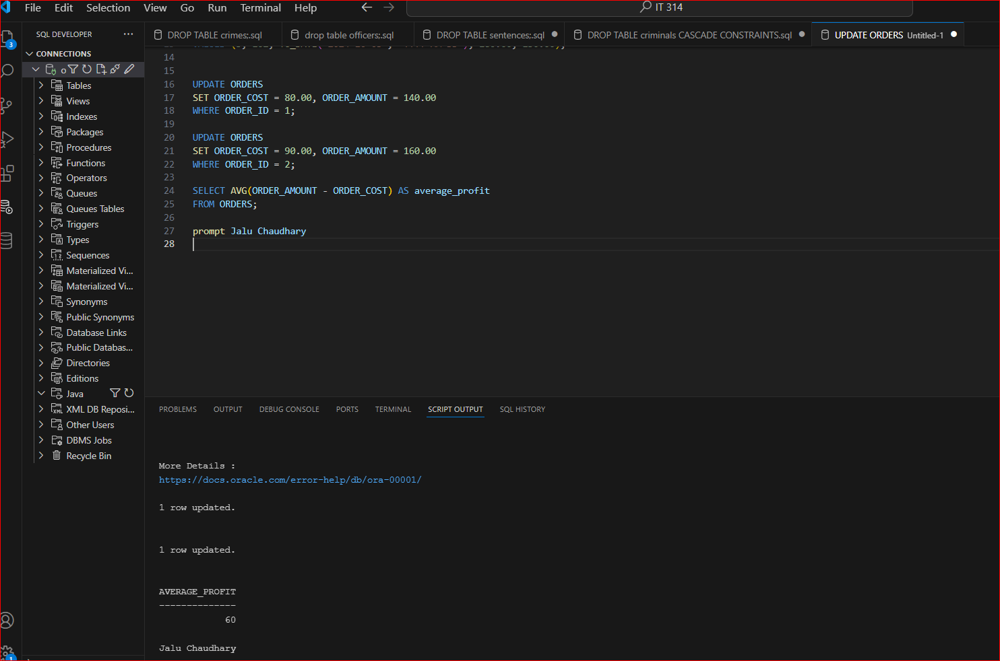 File Edit Selection View Go Run Terminal Help
IT 314
SQL DEVELOPER
DROP TABLE crimes;.sql
drop table officers;.sql
DROP TABLE sentences;.sql
DROP TABLE criminals CASCADE CONSTRAINTS.sql
UPDATE ORDERS Untitled-1
3
CONNECTIONS
o
Tables
Views
Indexes
Packages
Procedures
Functions
Operators
Queues
Queues Tables
Triggers
Types
Sequences
Materialized Vi...
Materialized Vi...
Synonyms
Public Synonyms
Database Links
Public Databas...
Directories
Editions
Java
XML DB Reposi...
Other Users
DBMS Jobs
Recycle Bin
1
14
15
16 UPDATE ORDERS
17 SET ORDER_COST = 80.00, ORDER_AMOUNT = 140.00
18 WHERE ORDER_ID = 1;
19
20 UPDATE ORDERS
21 SET ORDER_COST = 90.00, ORDER_AMOUNT = 160.00
22 WHERE ORDER_ID = 2;
23
24 SELECT AVG(ORDER_AMOUNT - ORDER_COST) AS average_profit
25 FROM ORDERS;
26
27 prompt Jalu Chaudhary
28
PROBLEMS OUTPUT DEBUG CONSOLE PORTS TERMINAL SCRIPT OUTPUT SQL HISTORY
More Details :
https://docs.oracle.com/error-help/db/ora-00001/
1 row updated.
1 row updated.
AVERAGE_PROFIT
--------------
60
Jalu Chaudhary